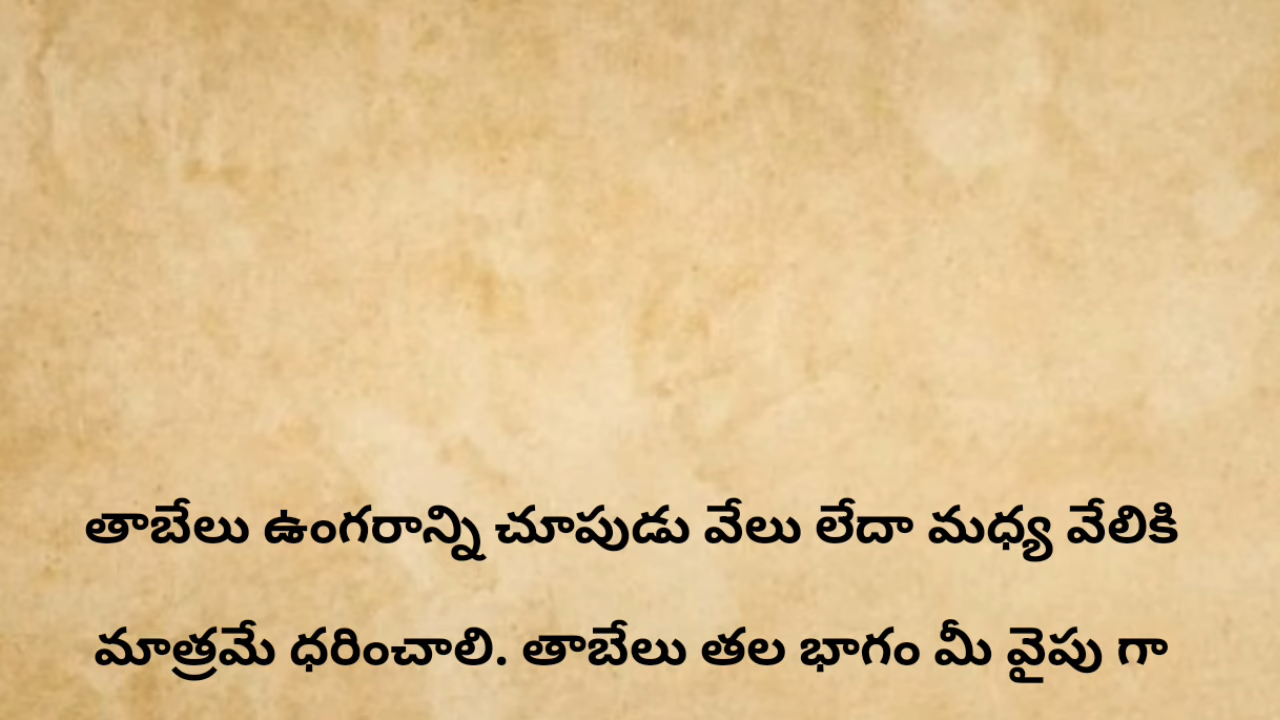 తాబేలు ఉంగరాన్ని చూపుడు వేలు లేదా మధ్య వేలికి
మాత్రమే ధరించాలి. తాబేలు తల భాగం మీ వైపు గా